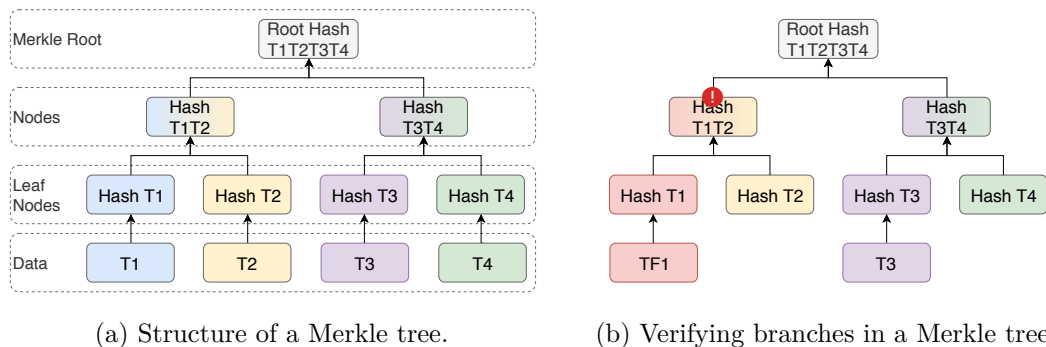 Merkle Root
Root Hash
T1T2T3T4
Nodes
Hash
T1T2
Hash
T3T4
Leaf
Nodes
Hash T1
Hash T2
Hash T3
Hash T4
Data
T1
T2
T3
T4
(a) Structure of a Merkle tree.
Root Hash
T1T2T3T4
!
Hash
T1T2
Hash
T3T4
Hash T1
Hash T2
Hash T3
Hash T4
TF1
T3
(b) Verifying branches in a Merkle tree